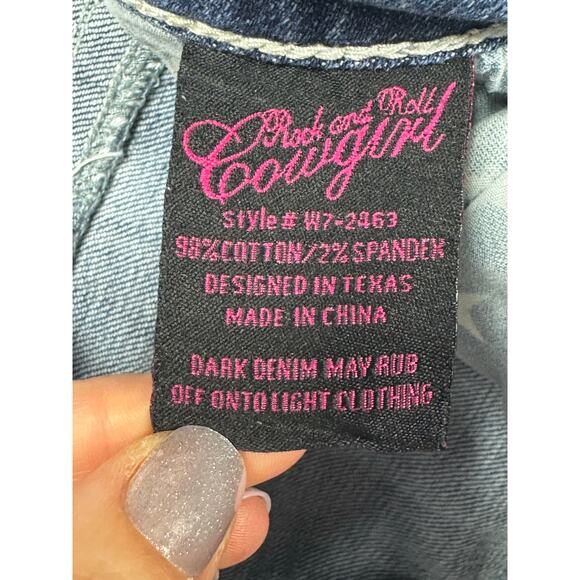 Rock and Roll
Cowgirl
Style# W7-2463
98%COTTON/2%SPANDEX
DESIGNED IN TEXAS
MADE IN CHINA
DARK DENIM MAY RUB
OFF ONTO LIGHT CLOTHING